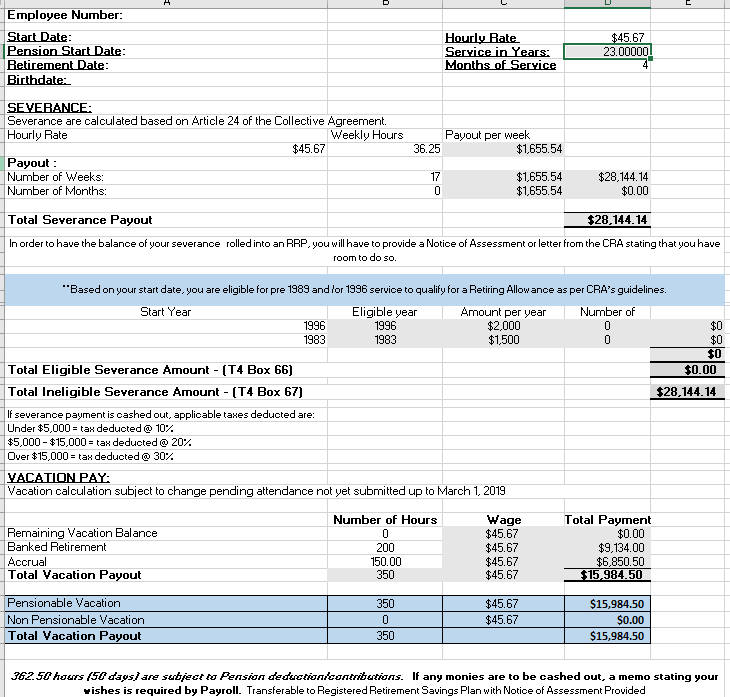 Employee Number:
Start Date: Hourly Rate $45.67
Pension Start Date: Service in Years: 23.00000
Retirement Date: Months of Service 4
Birthdate:
SEVERANCE:
Severance are calculated based on Article 24 of the Collective Agreement.
Hourly Rate Weekly Hours Payout per week
$45.67 36.25 $1,655.54
Payout :
Number of Weeks: 17 $1,655.54 $28,144.14
Number of Months: 0 $1,655.54 $0.00
Total Severance Payout $28,144.14
In order to have the balance of your severance rolled into an RRP, you will have to provide a Notice of Assessment or letter from the CRA stating that you have
room to do so.
**Based on your start date, you are eligible for pre 1989 and /or 1996 service to qualify for a Retiring Allowance as per CRA's guidelines.
Start Year Eligible year Amount per year Number of
1996 1996 $2,000 0 $0
1983 1983 $1,500 0 $0
$0
Total Eligible Severance Amount - (T4 Box 66) $0.00
Total Ineligible Severance Amount - (T4 Box 67) $28,144.14
If severance payment is cashed out, applicable taxes deducted are:
Under $5,000 = tax deducted @ 10%
$5,000 - $15,000 = tax deducted @ 20%
Over $15,000 = tax deducted @ 30%
VACATION PAY:
Vacation calculation subject to change pending attendance not yet submitted up to March 1, 2019
Number of Hours Wage Total Payment
Remaining Vacation Balance 0 $45.67 $0.00
Banked Retirement 200 $45.67 $9,134.00
Accrual 150.00 $45.67 $6,850.50
Total Vacation Payout 350 $45.67 $15,984.50
Pensionable Vacation 350 $45.67 $15,984.50
Non Pensionable Vacation 0 $45.67 $0.00
Total Vacation Payout 350 $15,984.50
362.50 hours (50 days) are subject to Pension deduction/contributions. If any monies are to be cashed out, a memo stating your
wishes is required by Payroll. Transferable to Registered Retirement Savings Plan with Notice of Assessment Provided